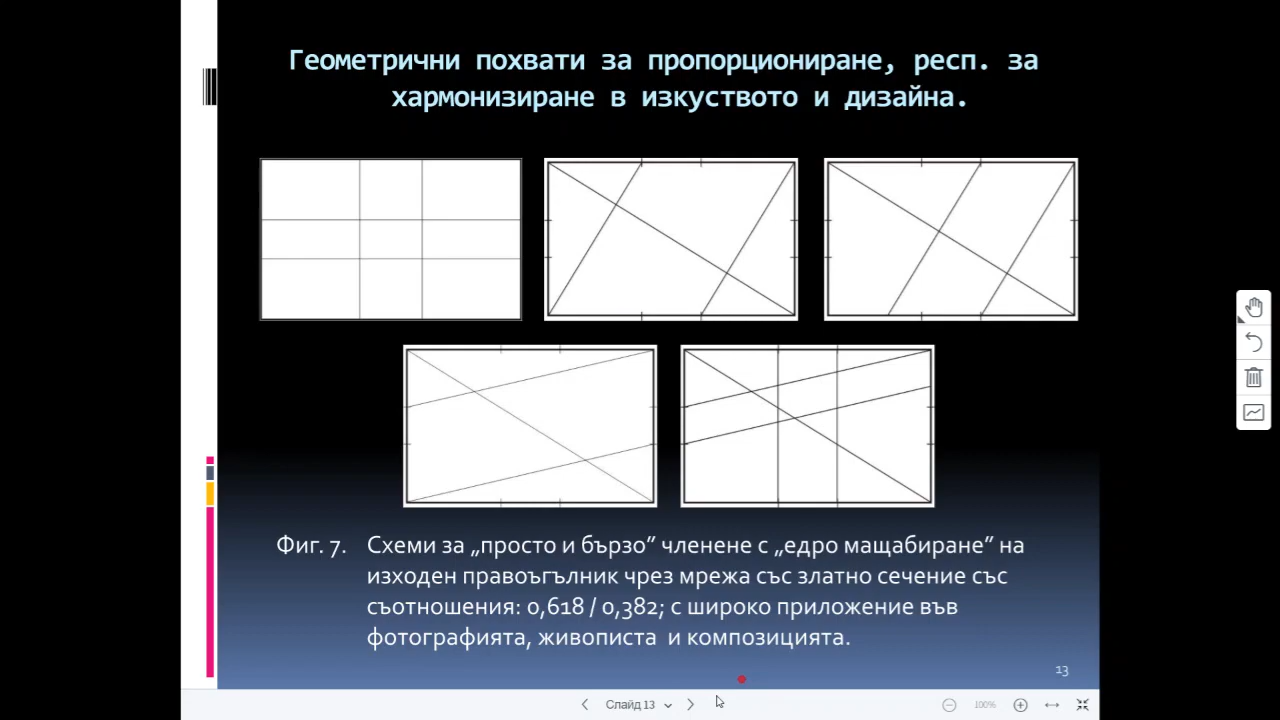 Геометрични похвати за пропорциониране, респ. за
хармонизиране в изкуството и дизайна.
Фиг. 7. Схеми за „просто и бързо” членене с „едро мащабиране” на
изходен правоъгълник чрез мрежа със златно сечение със
съотношения: 0,618 / 0,382; с широко приложение във
фотографията, живописта и композицията.
13
Слайд 13
100%